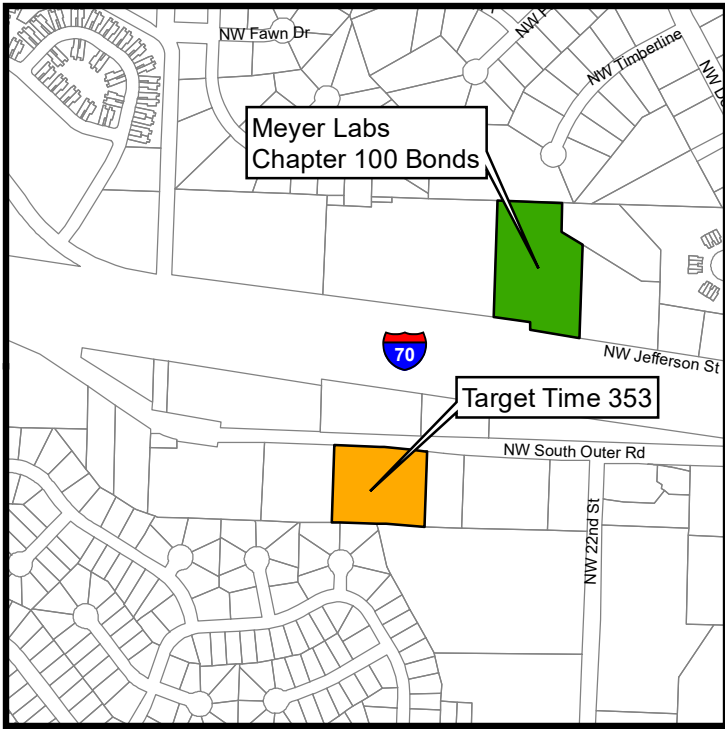 NW Fawn Dr
NW Timberline
Meyer Labs
Chapter 100 Bonds
NW Jefferson St
70
Target Time 353
NW South Outer Rd
NW 22nd St